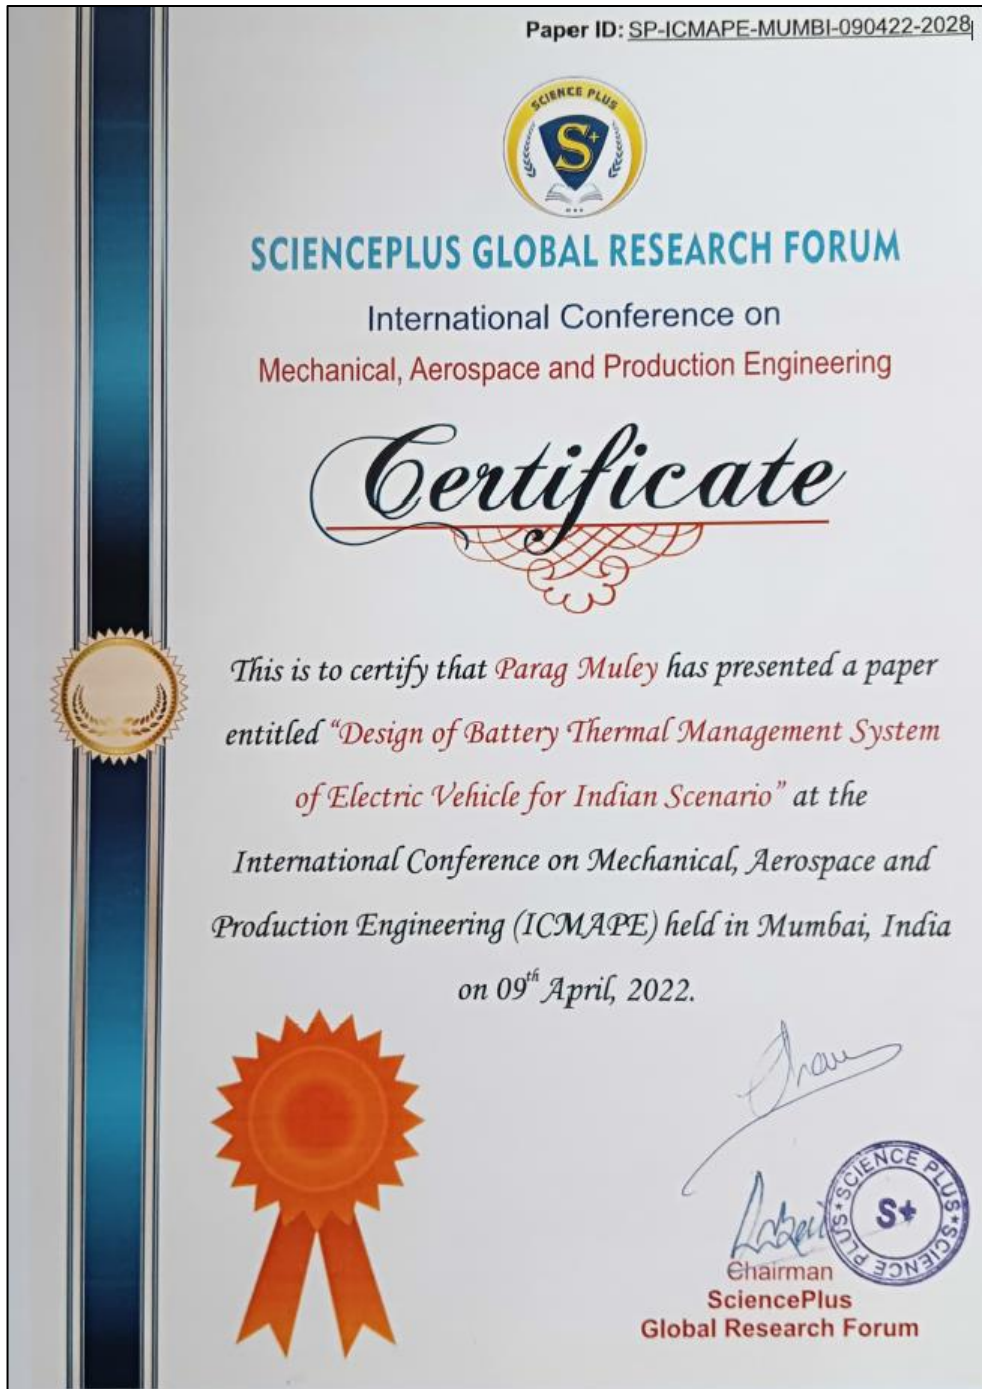 Paper ID: SP-ICMAPE-MUMBI-090422-2028
SCIENCE PLUS
S+
SCIENCEPLUS GLOBAL RESEARCH FORUM
International Conference on
Mechanical, Aerospace and Production Engineering
Certificate
This is to certify that Parag Muley has presented a paper
entitled “Design of Battery Thermal Management System
of Electric Vehicle for Indian Scenario” at the
International Conference on Mechanical, Aerospace and
Production Engineering (ICMAPE) held in Mumbai, India
on 09th April, 2022.
SCIENCE PLUS★SCIENCE PLUS★
S+
Chairman
SciencePlus
Global Research Forum